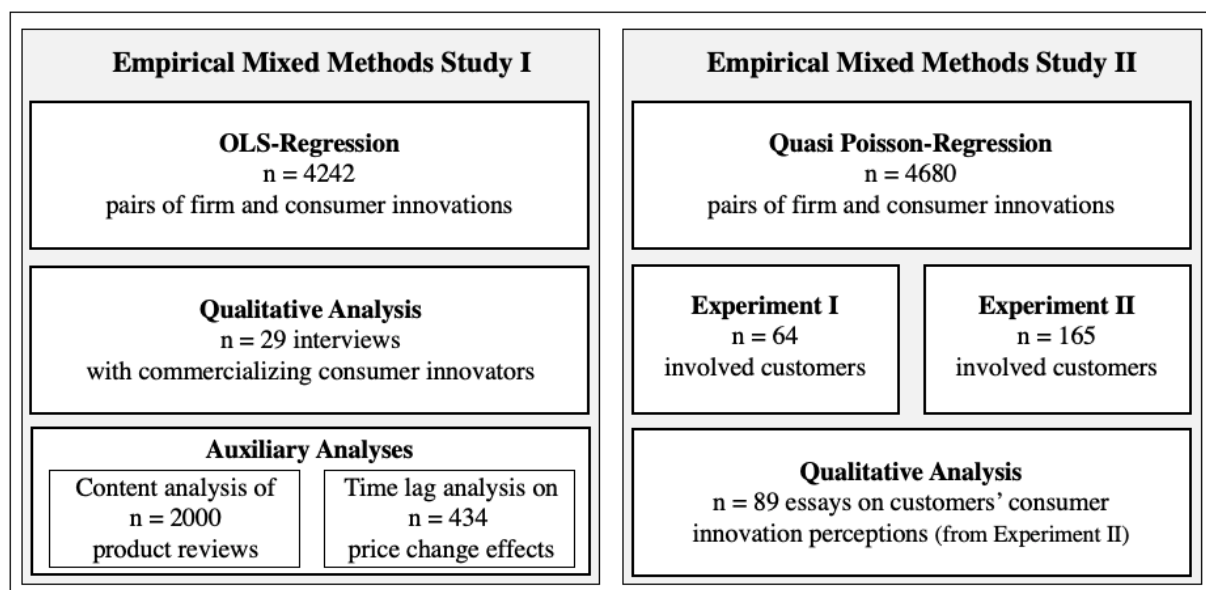 Empirical Mixed Methods Study I
OLS-Regression
n = 4242
pairs of firm and consumer innovations
Qualitative Analysis
n = 29 interviews
with commercializing consumer innovators
Auxiliary Analyses
Content analysis of
n = 2000
product reviews
Time lag analysis on
n = 434
price change effects
Empirical Mixed Methods Study II
Quasi Poisson-Regression
n = 4680
pairs of firm and consumer innovations
Experiment I
n = 64
involved customers
Experiment II
n = 165
involved customers
Qualitative Analysis
n = 89 essays on customers’ consumer
innovation perceptions (from Experiment II)